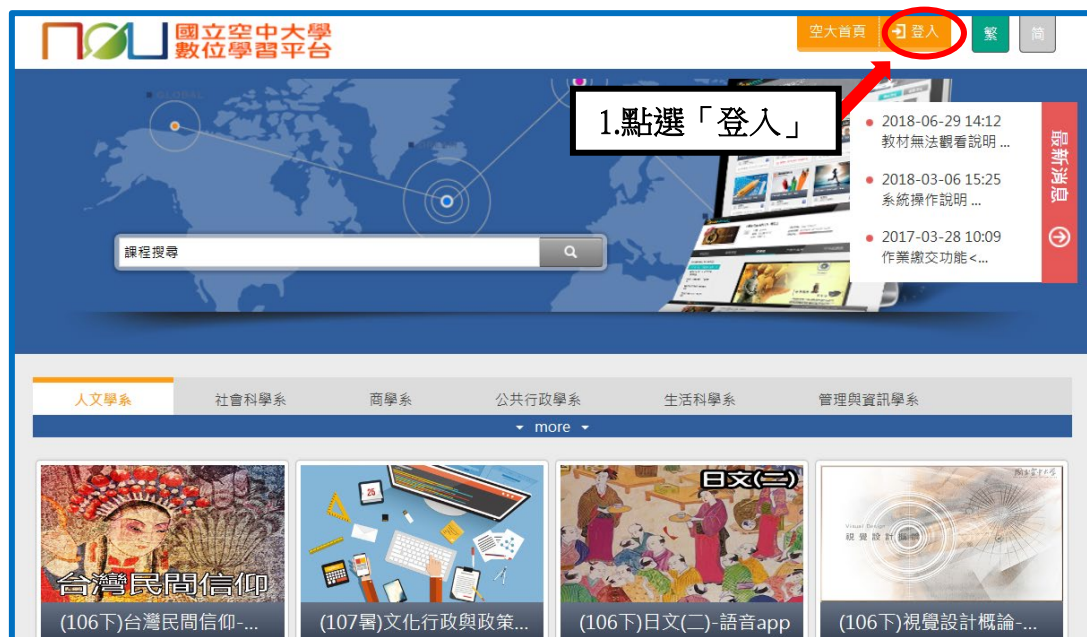 nou 國立空中大學
數位學習平台
空大首頁
登入
繁
简
1.點選「登入」
GLOBAL
2018-06-29 14:12
教材無法觀看說明 ...
2018-03-06 15:25
系統操作說明 ...
2017-03-28 10:09
作業繳交功能<...
最新消息
課程搜尋
人文學系
社會科學系
商學系
公共行政學系
生活科學系
管理與資訊學系
more
台灣民間信仰
(106下)台灣民間信仰-...
25
(107暑)文化行政與政策...
日文(二)
(106下)日文(二)-語音app
Visual Design
視覺設計概論
(106下)視覺設計概論-...